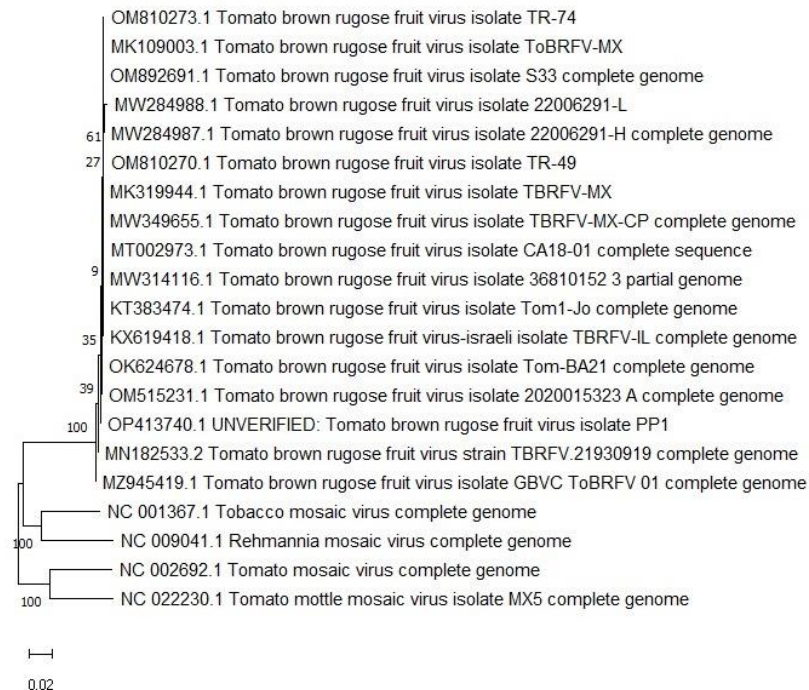 OM810273.1 Tomato brown rugose fruit virus isolate TR-74
MK109003.1 Tomato brown rugose fruit virus isolate ToBRFV-MX
OM892691.1 Tomato brown rugose fruit virus isolate S33 complete genome
MW284988.1 Tomato brown rugose fruit virus isolate 22006291-L
61
MW284987.1 Tomato brown rugose fruit virus isolate 22006291-H complete genome
27
OM810270.1 Tomato brown rugose fruit virus isolate TR-49
MK319944.1 Tomato brown rugose fruit virus isolate TBRFV-MX
MW349655.1 Tomato brown rugose fruit virus isolate TBRFV-MX-CP complete genome
MT002973.1 Tomato brown rugose fruit virus isolate CA18-01 complete sequence
9
MW314116.1 Tomato brown rugose fruit virus isolate 36810152 3 partial genome
KT383474.1 Tomato brown rugose fruit virus isolate Tom1-Jo complete genome
35
KX619418.1 Tomato brown rugose fruit virus-israeli isolate TBRFV-IL complete genome
OK624678.1 Tomato brown rugose fruit virus isolate Tom-BA21 complete genome
39
OM515231.1 Tomato brown rugose fruit virus isolate 2020015323 A complete genome
100
OP413740.1 UNVERIFIED: Tomato brown rugose fruit virus isolate PP1
MN182533.2 Tomato brown rugose fruit virus strain TBRFV.21930919 complete genome
MZ945419.1 Tomato brown rugose fruit virus isolate GBVC ToBRFV 01 complete genome
NC 001367.1 Tobacco mosaic virus complete genome
100
NC 009041.1 Rehmannia mosaic virus complete genome
NC 002692.1 Tomato mosaic virus complete genome
100
NC 022230.1 Tomato mottle mosaic virus isolate MX5 complete genome
0.02